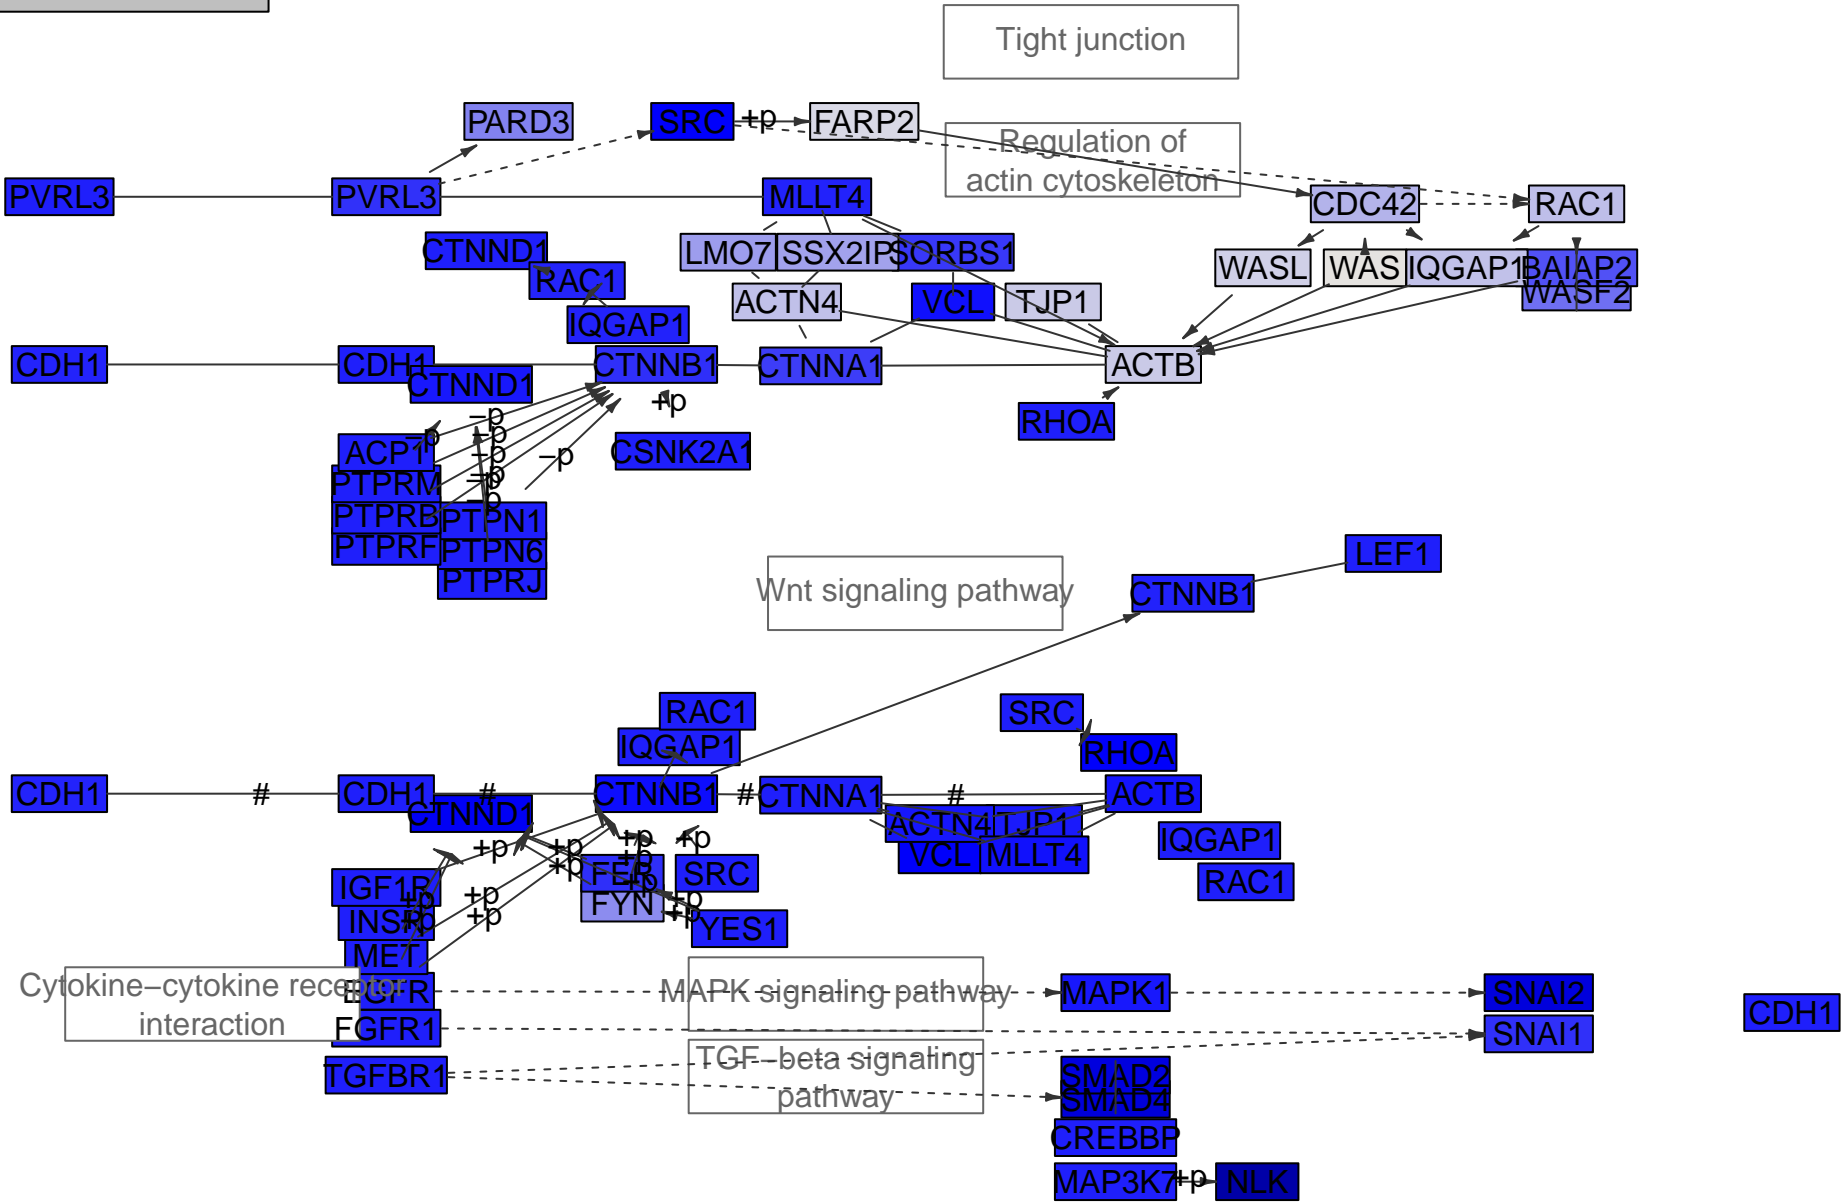 Tight junction
PARD3
SRC
+p
FARP2
Regulation of
actin cytoskeleton
PVRL3
PVRL3
MLLT4
CDC42
RAC1
CTNND1
LMO7
SSX2IP
SORBS1
WASL
WAS
IQGAP1
BAIAP2
WASF2
RAC1
ACTN4
VCL
TJP1
IQGAP1
CDH1
CDH1
CTNNB1
CTNNA1
ACTB
CTNND1
+p
–p
–p
–p
–p
–p
–p
–p
–p
RHOA
ACP1
CSNK2A1
PTPRM
PTPRB
PTPN1
PTPRF
PTPN6
PTPRJ
LEF1
Wnt signaling pathway
CTNNB1
RAC1
SRC
IQGAP1
RHOA
CDH1
#
CDH1
#
CTNNB1
#
CTNNA1
#
ACTB
CTNND1
ACTN4
TJP1
+p
+p
+p
+p
IQGAP1
VCL
MLLT4
+p
+p
FER
+p
SRC
RAC1
IGF1R
+p
+p
FYN
+p
INSR
+p
+p
+p
YES1
MET
Cytokine–cytokine receptor
interaction
EGFR
MAPK signaling pathway
MAPK1
SNAI2
CDH1
FGFR1
SNAI1
TGF–beta signaling
pathway
TGFBR1
SMAD2
SMAD4
CREBBP
MAP3K7
+p
NLK